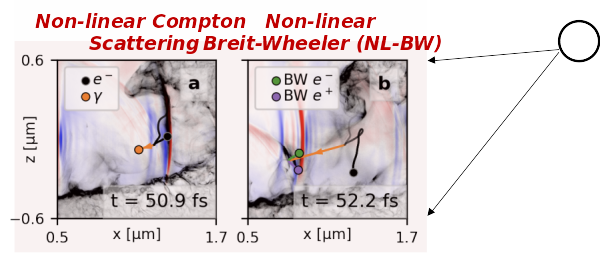 Non-linear Compton Scattering
Non-linear Breit-Wheeler (NL-BW)
0.6
−0.6
z [μm]
e⁻
γ
a
t = 50.9 fs
0.5
1.7
x [μm]
BW e⁻
BW e⁺
b
t = 52.2 fs
0.5
1.7
x [μm]